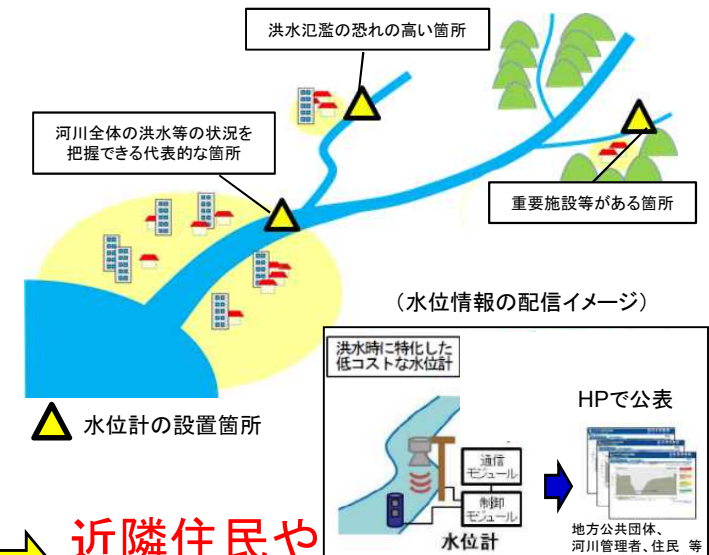 洪水氾濫の恐れの高い箇所
河川全体の洪水等の状況を
把握できる代表的な箇所
重要施設等がある箇所
(水位情報の配信イメージ)
洪水時に特化した
低コストな水位計
HPで公表
通信
モジュール
制御
モジュール
水位計
地方公共団体、
河川管理者、住民 等
水位計の設置箇所
近隣住民や